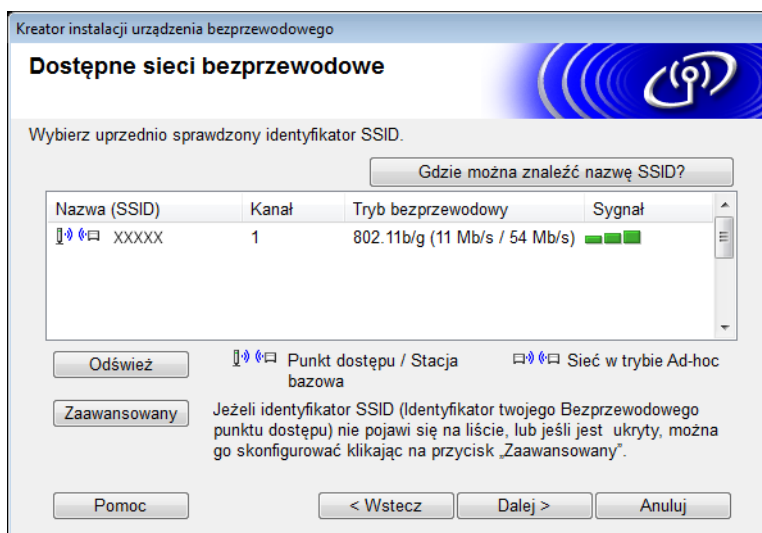 Kreator instalacji urządzenia bezprzewodowego
Dostępne sieci bezprzewodowe
Wybierz uprzednio sprawdzony identyfikator SSID.
Gdzie można znaleźć nazwę SSID?
Nazwa (SSID) Kanał Tryb bezprzewodowy Sygnał
XXXXX 1 802.11b/g (11 Mb/s / 54 Mb/s)
Odśwież
Punkt dostępu / Stacja
bazowa
Sieć w trybie Ad-hoc
Zaawansowany
Jeżeli identyfikator SSID (Identyfikator twojego Bezprzewodowego
punktu dostępu) nie pojawi się na liście, lub jeśli jest ukryty, można
go skonfigurować klikając na przycisk „Zaawansowany”.
Pomoc < Wstecz Dalej > Anuluj